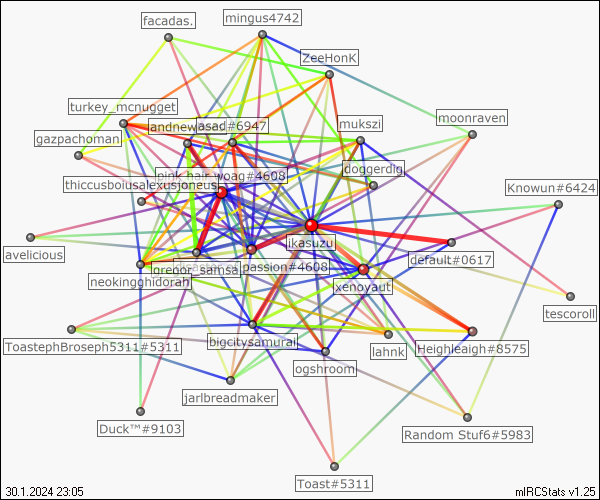 facadas.
mingus4742
ZeeHonK
turkey_mcnugget
moonraven
asad#6947
mukszi
gazpachoman
doggerdig
pink hair woag#4608
Knowun#6424
avelicious
ikasuzu
default#0617
gregor_samsa
passion#4608
neokingghidorah
xenoyaut
tescoroll
ToastephBroseph5311#5311
bigcitysamurai
lahnk
Heighleaigh#8575
ogshroom
jarlbreadmaker
Duck™#9103
Random Stuf6#5983
Toast#5311
30.1.2024 23:05
mIRCStats v1.25